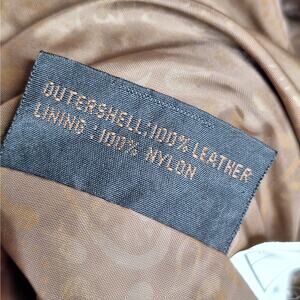 OUTERSHELL:100% LEATHER
LINING :100% NYLON